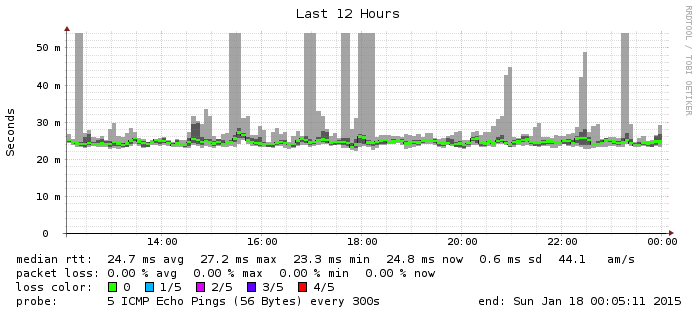 Last 12 Hours
RRDTOOL / TOBI OETIKER
Seconds
50 m
40 m
30 m
20 m
10 m
0
14:00 16:00 18:00 20:00 22:00 00:00
median rtt: 24.7 ms avg 27.2 ms max 23.3 ms min 24.8 ms now 0.6 ms sd 44.1 am/s
packet loss: 0.00 % avg 0.00 % max 0.00 % min 0.00 % now
loss color: 0 1/5 2/5 3/5 4/5
probe: 5 ICMP Echo Pings (56 Bytes) every 300s end: Sun Jan 18 00:05:11 2015